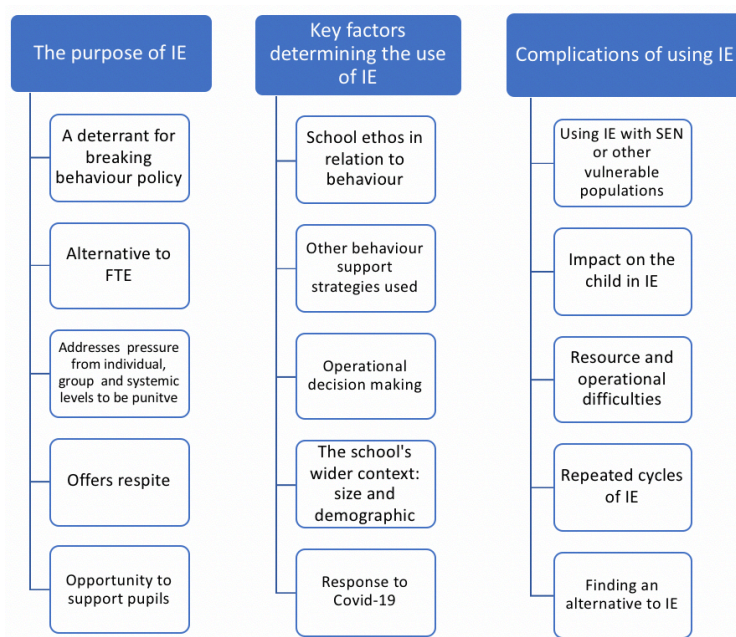 The purpose of IE
A deterrant for
breaking
behaviour policy
Alternative to
FTE
Addresses pressure
from individual,
group and systemic
levels to be punitve
Offers respite
Opportunity to
support pupils
Key factors
determining the use
of IE
School ethos in
relation to
behaviour
Other behaviour
support
strategies used
Operational
decision making
The school's
wider context:
size and
demographic
Response to
Covid-19
Complications of using IE
Using IE with SEN
or other
vulnerable
populations
Impact on the
child in IE
Resource and
operational
difficulties
Repeated cycles
of IE
Finding an
alternative to IE